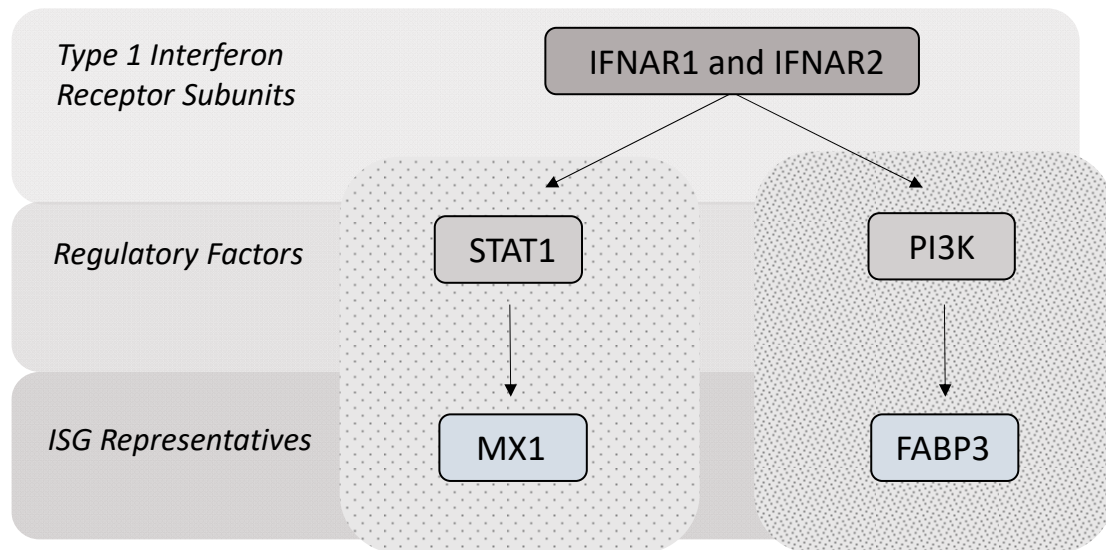 Type 1 Interferon
Receptor Subunits
IFNAR1 and IFNAR2
Regulatory Factors
STAT1
PI3K
ISG Representatives
MX1
FABP3